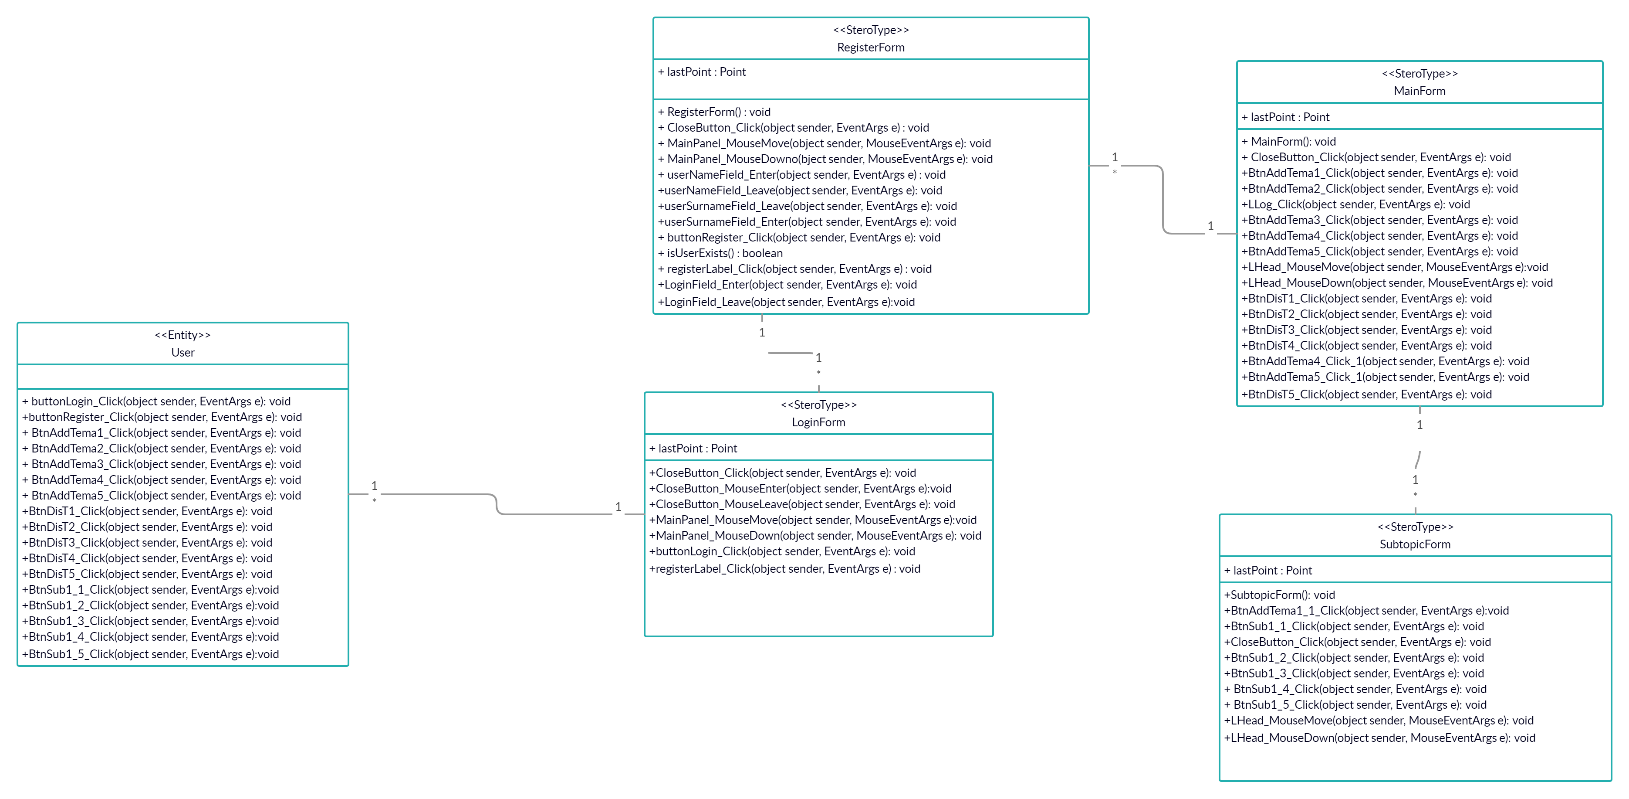 <<SteroType>>
RegisterForm
+ lastPoint : Point
+ RegisterForm() : void
+ CloseButton_Click(object sender, EventArgs e) : void
+ MainPanel_MouseMove(object sender, MouseEventArgs e): void
+ MainPanel_MouseDowno(bject sender, MouseEventArgs e): void
+ userNameField_Enter(object sender, EventArgs e) : void
+userNameField_Leave(object sender, EventArgs e): void
+userSurnameField_Leave(object sender, EventArgs e): void
+userSurnameField_Enter(object sender, EventArgs e): void
+ buttonRegister_Click(object sender, EventArgs e): void
+ isUserExists() : boolean
+ registerLabel_Click(object sender, EventArgs e) : void
+LoginField_Enter(object sender, EventArgs e): void
+LoginField_Leave(object sender, EventArgs e):void
1
*
1
<<SteroType>>
MainForm
+ lastPoint : Point
+ MainForm(): void
+ CloseButton_Click(object sender, EventArgs e): void
+BtnAddTema1_Click(object sender, EventArgs e): void
+BtnAddTema2_Click(object sender, EventArgs e): void
+LLog_Click(object sender, EventArgs e): void
+BtnAddTema3_Click(object sender, EventArgs e): void
+BtnAddTema4_Click(object sender, EventArgs e): void
+BtnAddTema5_Click(object sender, EventArgs e): void
+LHead_MouseMove(object sender, MouseEventArgs e):void
+LHead_MouseDown(object sender, MouseEventArgs e): void
+BtnDisT1_Click(object sender, EventArgs e): void
+BtnDisT2_Click(object sender, EventArgs e): void
+BtnDisT3_Click(object sender, EventArgs e): void
+BtnDisT4_Click(object sender, EventArgs e): void
+BtnAddTema4_Click_1(object sender, EventArgs e): void
+BtnAddTema5_Click_1(object sender, EventArgs e): void
+BtnDisT5_Click(object sender, EventArgs e): void
1
1
*
<<Entity>>
User
+ buttonLogin_Click(object sender, EventArgs e): void
+buttonRegister_Click(object sender, EventArgs e): void
+ BtnAddTema1_Click(object sender, EventArgs e): void
+ BtnAddTema2_Click(object sender, EventArgs e): void
+ BtnAddTema3_Click(object sender, EventArgs e): void
+ BtnAddTema4_Click(object sender, EventArgs e): void
+ BtnAddTema5_Click(object sender, EventArgs e): void
+BtnDisT1_Click(object sender, EventArgs e): void
+BtnDisT2_Click(object sender, EventArgs e): void
+BtnDisT3_Click(object sender, EventArgs e): void
+BtnDisT4_Click(object sender, EventArgs e): void
+BtnDisT5_Click(object sender, EventArgs e): void
+BtnSub1_1_Click(object sender, EventArgs e):void
+BtnSub1_2_Click(object sender, EventArgs e):void
+BtnSub1_3_Click(object sender, EventArgs e):void
+BtnSub1_4_Click(object sender, EventArgs e):void
+BtnSub1_5_Click(object sender, EventArgs e):void
1
*
1
<<SteroType>>
LoginForm
+ lastPoint : Point
+CloseButton_Click(object sender, EventArgs e): void
+CloseButton_MouseEnter(object sender, EventArgs e):void
+CloseButton_MouseLeave(object sender, EventArgs e): void
+MainPanel_MouseMove(object sender, MouseEventArgs e):void
+MainPanel_MouseDown(object sender, MouseEventArgs e): void
+buttonLogin_Click(object sender, EventArgs e): void
+registerLabel_Click(object sender, EventArgs e) : void
1
1
*
<<SteroType>>
SubtopicForm
+ lastPoint : Point
+SubtopicForm(): void
+BtnAddTema1_1_Click(object sender, EventArgs e):void
+BtnSub1_1_Click(object sender, EventArgs e): void
+CloseButton_Click(object sender, EventArgs e): void
+BtnSub1_2_Click(object sender, EventArgs e): void
+BtnSub1_3_Click(object sender, EventArgs e): void
+ BtnSub1_4_Click(object sender, EventArgs e): void
+ BtnSub1_5_Click(object sender, EventArgs e): void
+LHead_MouseMove(object sender, MouseEventArgs e): void
+LHead_MouseDown(object sender, MouseEventArgs e): void